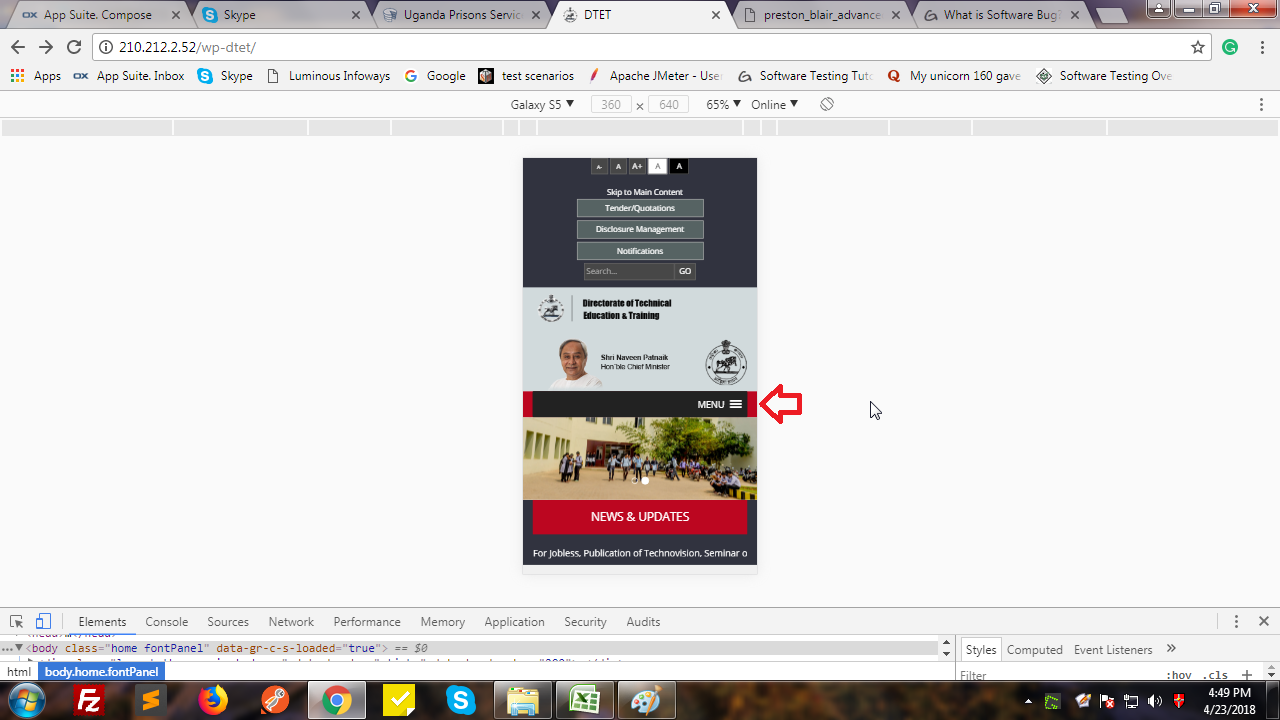 App Suite. Compose
Skype
Uganda Prisons Servic
DTET
preston_blair_advance
What is Software Bug?
210.212.2.52/wp-dtet/
Apps
App Suite. Inbox
Skype
Luminous Infoways
Google
test scenarios
Apache JMeter - Use
Software Testing Tut
My unicorn 160 gave
Software Testing Ove
Galaxy S5 ▼ 360 × 640 65% ▼ Online ▼
A- A A+ A A
Skip to Main Content
Tender/Quotations
Disclosure Management
Notifications
Search... GO
Directorate of Technical
Education & Training
Shri Naveen Patnaik
Hon'ble Chief Minister
MENU
NEWS & UPDATES
For Jobless, Publication of Technovision, Seminar o
Elements Console Sources Network Performance Memory Application Security Audits
...▼<body class="home fontPanel" data-gr-c-s-loaded="true"> == $0
html body.home.fontPanel
Styles Computed Event Listeners »
Filter :hov .cls +
4:49 PM
4/23/2018